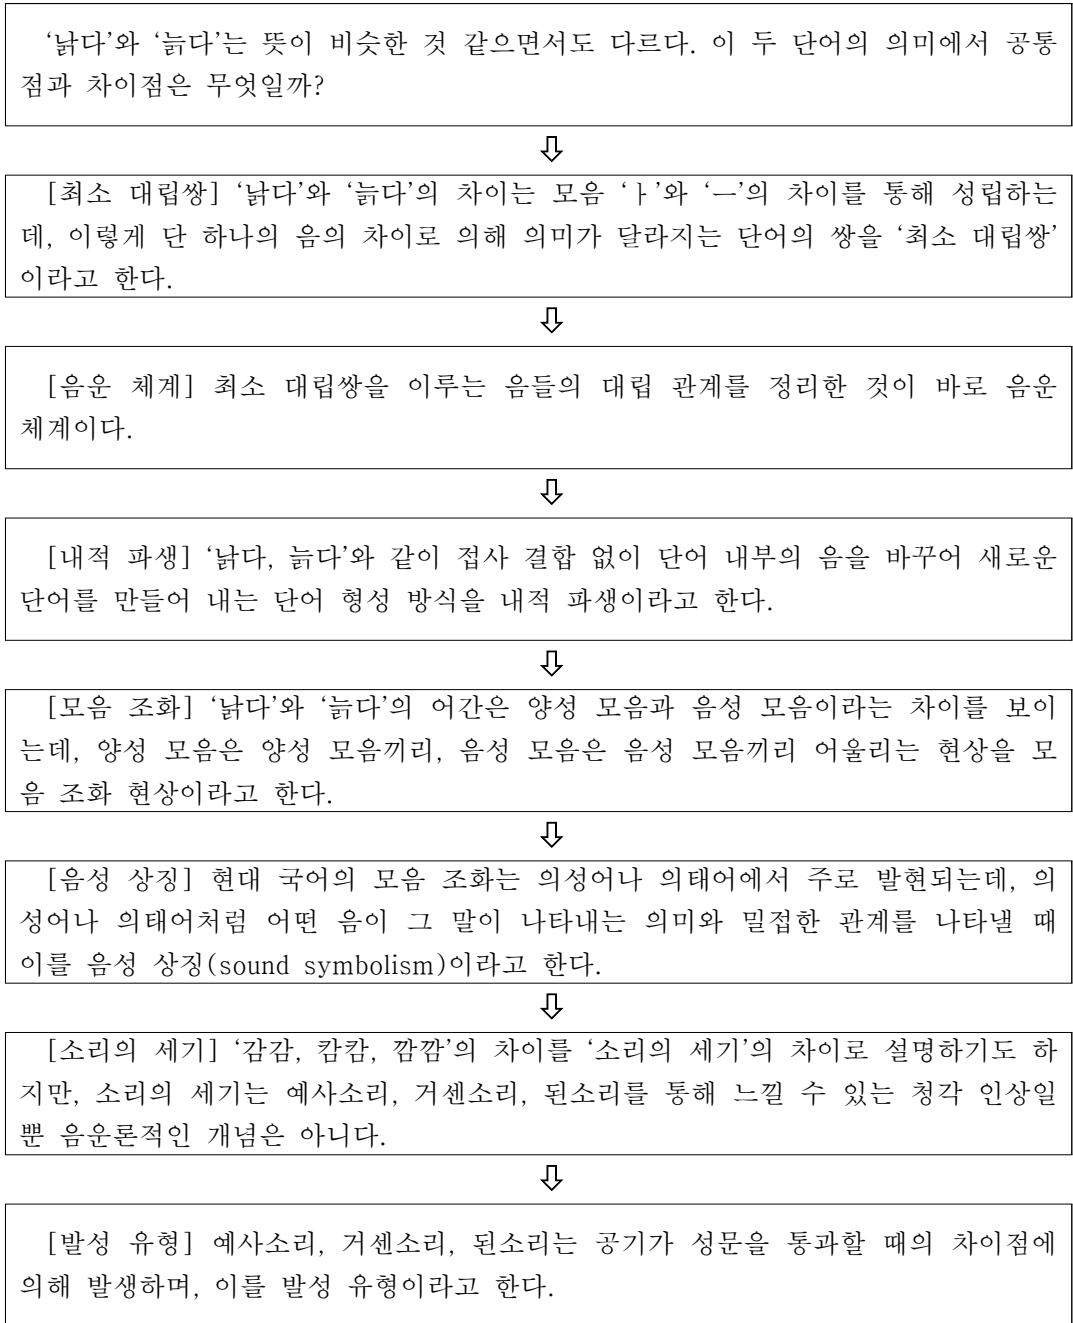 ‘낡다’와 ‘늙다’는 뜻이 비슷한 것 같으면서도 다르다. 이 두 단어의 의미에서 공통
점과 차이점은 무엇일까?
⇩
[최소 대립쌍] ‘낡다’와 ‘늙다’의 차이는 모음 ‘ㅏ’와 ‘ㅡ’의 차이를 통해 성립하는
데, 이렇게 단 하나의 음의 차이로 의해 의미가 달라지는 단어의 쌍을 ‘최소 대립쌍’
이라고 한다.
⇩
[음운 체계] 최소 대립쌍을 이루는 음들의 대립 관계를 정리한 것이 바로 음운
체계이다.
⇩
[내적 파생] ‘낡다, 늙다’와 같이 접사 결합 없이 단어 내부의 음을 바꾸어 새로운
단어를 만들어 내는 단어 형성 방식을 내적 파생이라고 한다.
⇩
[모음 조화] ‘낡다’와 ‘늙다’의 어간은 양성 모음과 음성 모음이라는 차이를 보이
는데, 양성 모음은 양성 모음끼리, 음성 모음은 음성 모음끼리 어울리는 현상을 모
음 조화 현상이라고 한다.
⇩
[음성 상징] 현대 국어의 모음 조화는 의성어나 의태어에서 주로 발현되는데, 의
성어나 의태어처럼 어떤 음이 그 말이 나타내는 의미와 밀접한 관계를 나타낼 때
이를 음성 상징(sound symbolism)이라고 한다.
⇩
[소리의 세기] ‘감감, 캄캄, 깜깜’의 차이를 ‘소리의 세기’의 차이로 설명하기도 하
지만, 소리의 세기는 예사소리, 거센소리, 된소리를 통해 느낄 수 있는 청각 인상일
뿐 음운론적인 개념은 아니다.
⇩
[발성 유형] 예사소리, 거센소리, 된소리는 공기가 성문을 통과할 때의 차이점에
의해 발생하며, 이를 발성 유형이라고 한다.